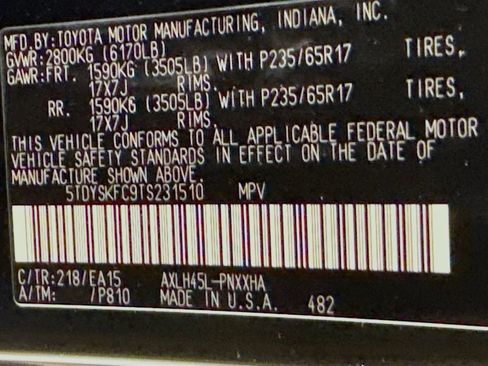 MFD.BY:TOYOTA MOTOR MANUFACTURING, INDIANA, INC.
GVWR:2800KG (6170LB)
GAWR:FRT. 1590KG (3505LB) WITH P235/65R17 TIRES,
17X7J RIMS.
RR. 1590KG (3505LB) WITH P235/65R17 TIRES,
17X7J RIMS.
THIS VEHICLE CONFORMS TO ALL APPLICABLE FEDERAL MOTOR
VEHICLE SAFETY STANDARDS IN EFFECT ON THE DATE OF
MANUFACTURE SHOWN ABOVE.
5TDYSKFC9TS231510 MPV
C/TR:218/EA15 AXLH45L-PNXXHA
A/TM: /P810 MADE IN U.S.A. 482